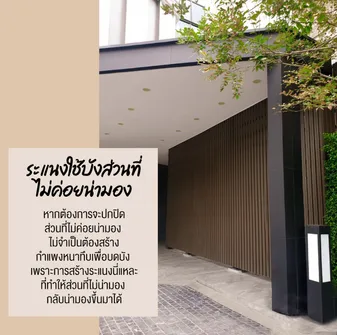 ระแนงใช้บังส่วนที่
ไม่ค่อยน่ามอง
หากต้องการจะปกปิด
ส่วนที่ไม่ค่อยน่ามอง
ไม่จำเป็นต้องสร้าง
กำแพงหนาทึบเพื่อบดบัง
เพราะการสร้างระแนงนี่แหละ
ที่ทำให้ส่วนที่ไม่น่ามอง
กลับน่ามองขึ้นมาได้